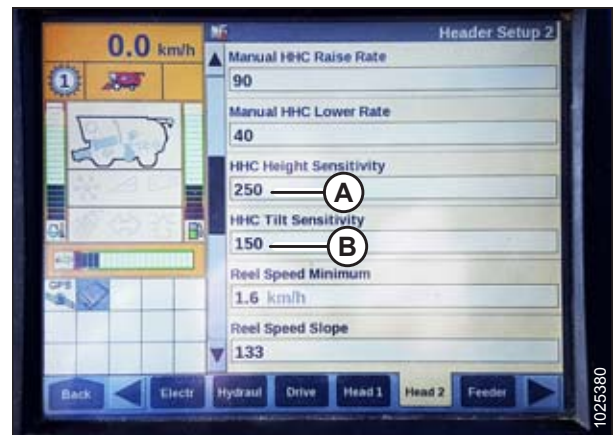 0.0 km/h
Header Setup 2
1
Manual HHC Raise Rate
90
Manual HHC Lower Rate
40
HHC Height Sensitivity
250
A
HHC Tilt Sensitivity
150
B
Reel Speed Minimum
1.6 km/h
GPS
Reel Speed Slope
133
Back Electr Hydraul Drive Head 1 Head 2 Feeder
1025380